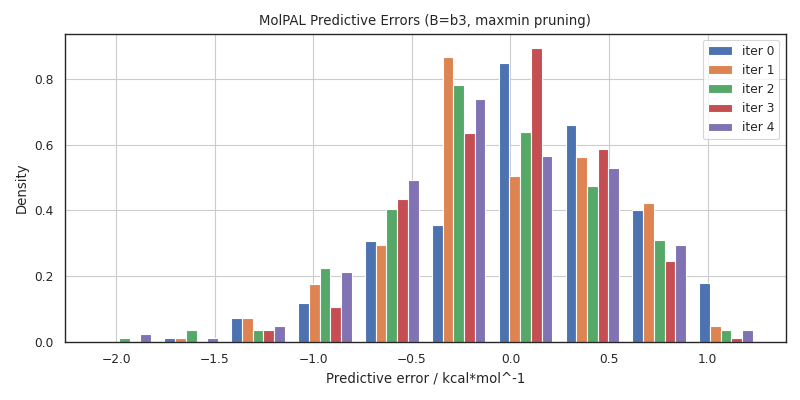 MolPAL Predictive Errors (B=b3, maxmin pruning)
iter 0
iter 1
iter 2
iter 3
iter 4
Density
0.8
0.6
0.4
0.2
0.0
−2.0 −1.5 −1.0 −0.5 0.0 0.5 1.0
Predictive error / kcal*mol^-1